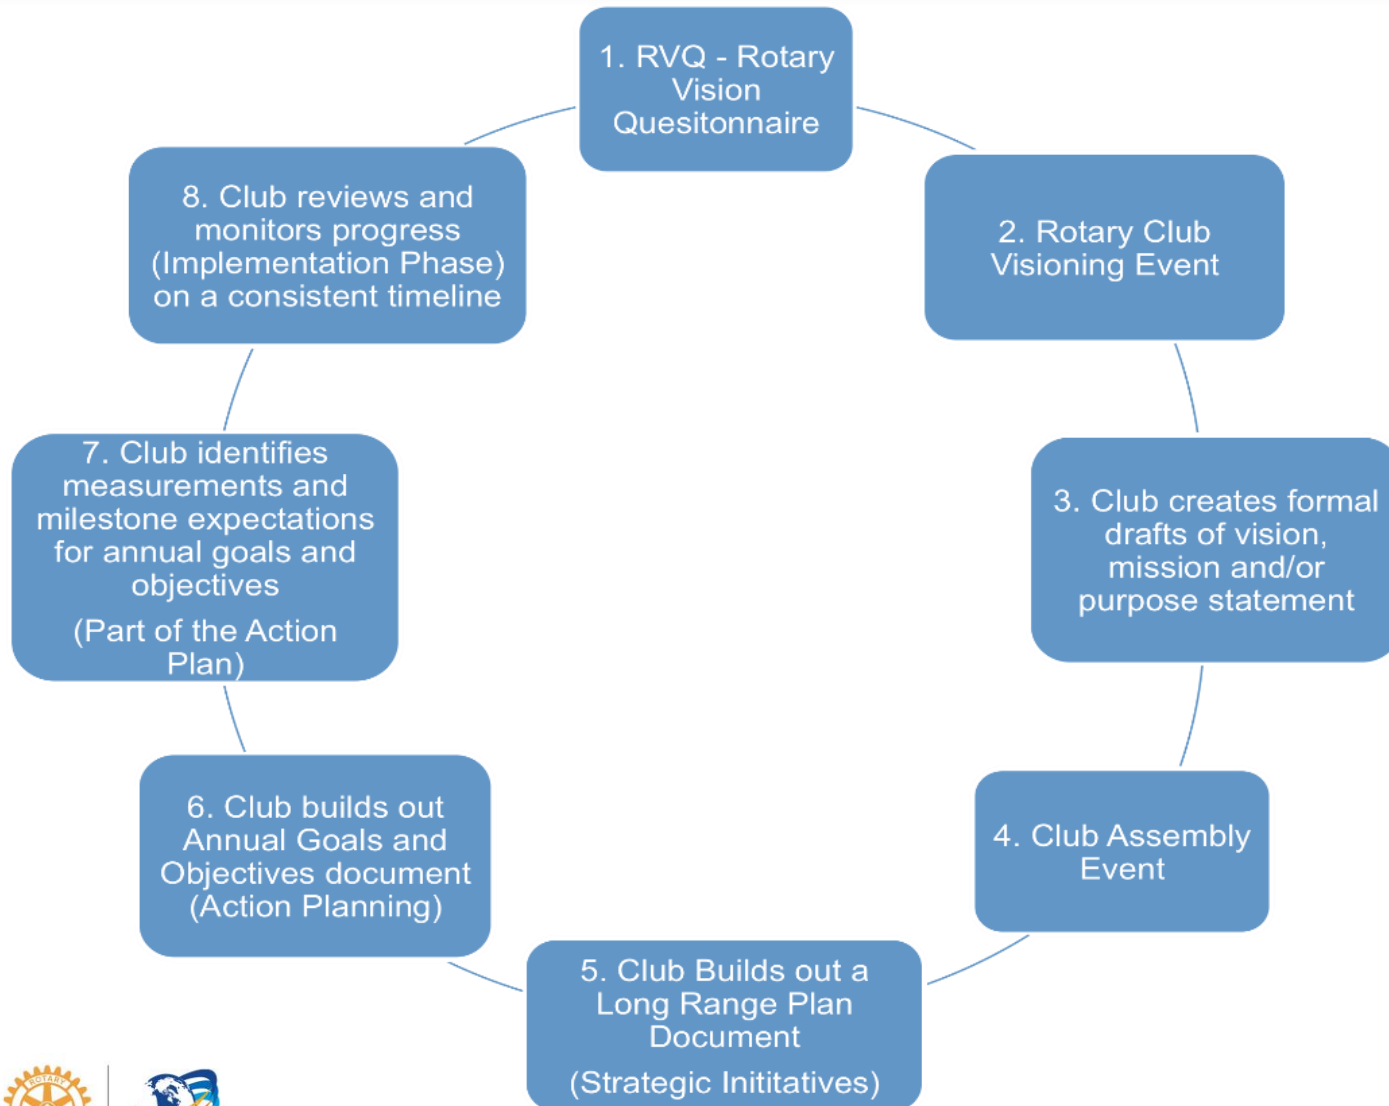 1. RVQ - Rotary
Vision
Quesitonnaire
2. Rotary Club
Visioning Event
3. Club creates formal
drafts of vision,
mission and/or
purpose statement
4. Club Assembly
Event
5. Club Builds out a
Long Range Plan
Document
(Strategic Inititatives)
6. Club builds out
Annual Goals and
Objectives document
(Action Planning)
7. Club identifies
measurements and
milestone expectations
for annual goals and
objectives
(Part of the Action
Plan)
8. Club reviews and
monitors progress
(Implementation Phase)
on a consistent timeline
ROTARY